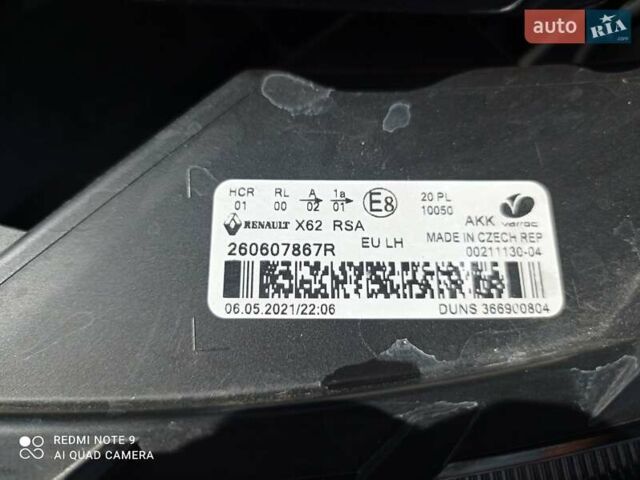 auto RIA
HCR RL A 1a
01 00 02 01 E8 20 PL
10050
RENAULT X62 RSA AKK varroc
260607867R EU LH MADE IN CZECH REP
00211130-04
06.05.2021/22:06 DUNS 366900804
REDMI NOTE 9
AI QUAD CAMERA